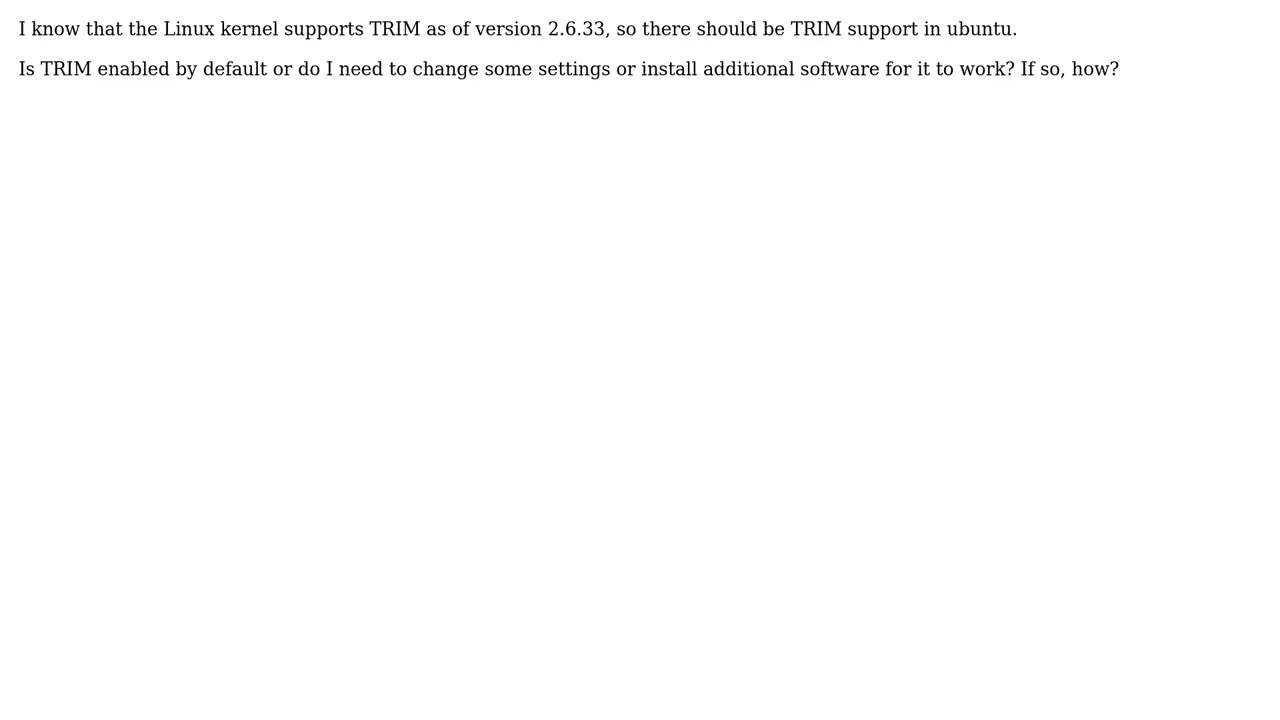 I know that the Linux kernel supports TRIM as of version 2.6.33, so there should be TRIM support in ubuntu.
Is TRIM enabled by default or do I need to change some settings or install additional software for it to work? If so, how?